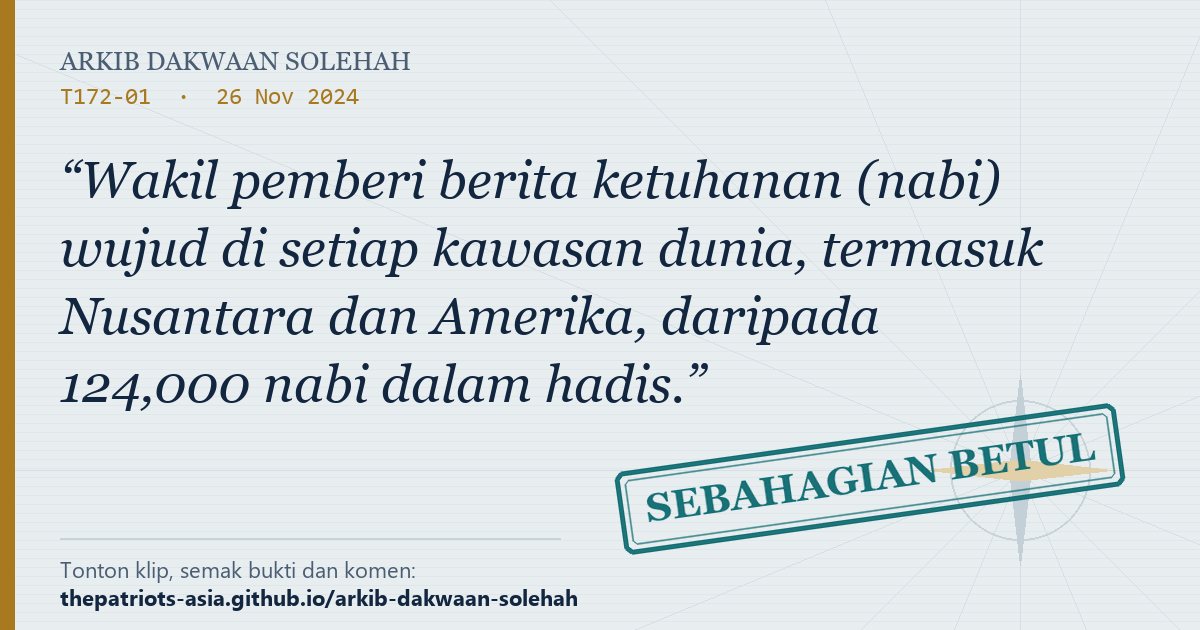 ARKIB DAKWAAN SOLEHAH
T172-01 · 26 Nov 2024
“Wakil pemberi berita ketuhanan (nabi)
wujud di setiap kawasan dunia, termasuk
Nusantara dan Amerika, daripada
124,000 nabi dalam hadis.”
SEBAHAGIAN BETUL
Tonton klip, semak bukti dan komen:
thepatriots-asia.github.io/arkib-dakwaan-solehah